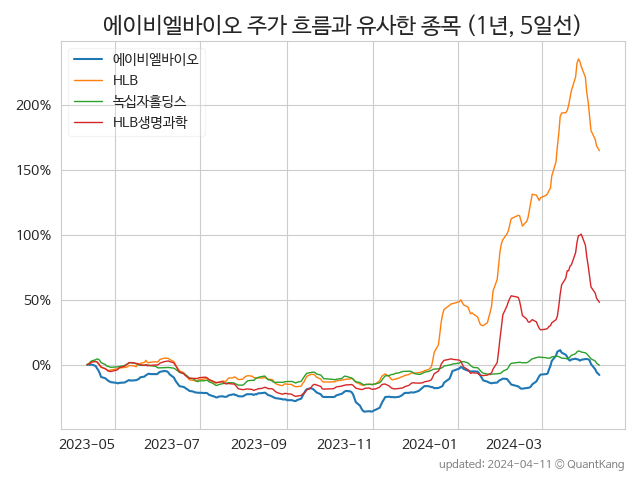 에이비엘바이오 주가 흐름과 유사한 종목 (1년, 5일선)
에이비엘바이오
HLB
녹십자홀딩스
HLB생명과학
200%
150%
100%
50%
0%
2023-05 2023-07 2023-09 2023-11 2024-01 2024-03
updated: 2024-04-11 © QuantKang